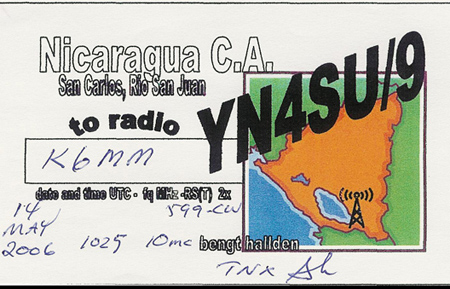 Nicaragua C.A.
San Carlos, Rio San Juan
YN4SU/9
to radio
K6MM
date and time UTC - fq MHz -RS(T) 2x
14 MAY 2006 1025 10mc 599-CW
bengt hallden
TNX